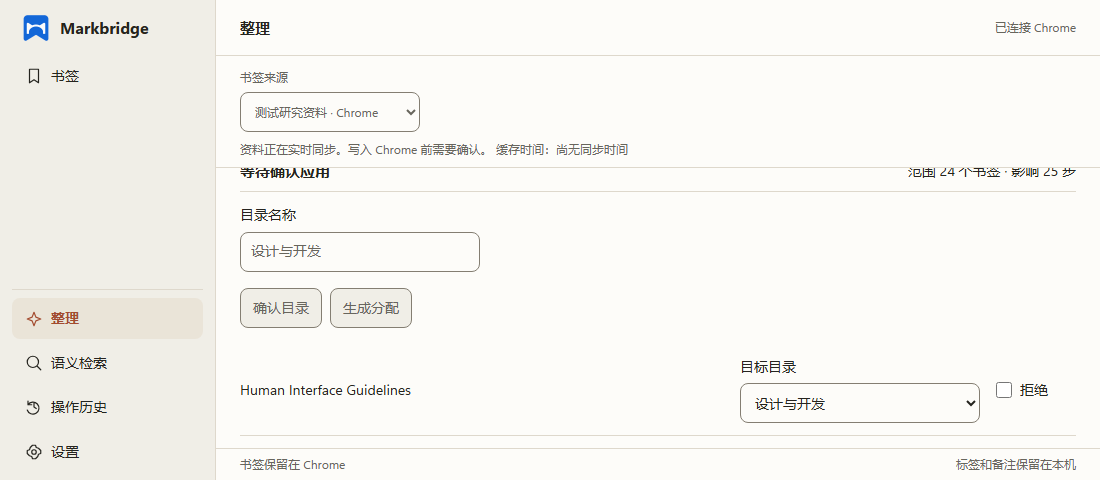 Markbridge
书签
整理
语义检索
操作历史
设置
整理
已连接 Chrome
书签来源
测试研究资料 · Chrome
资料正在实时同步。写入 Chrome 前需要确认。 缓存时间：尚无同步时间
等待确认应用
范围 24 个书签 · 影响 25 步
目录名称
设计与开发
确认目录
生成分配
目标目录
Human Interface Guidelines
设计与开发
拒绝
书签保留在 Chrome
标签和备注保留在本机